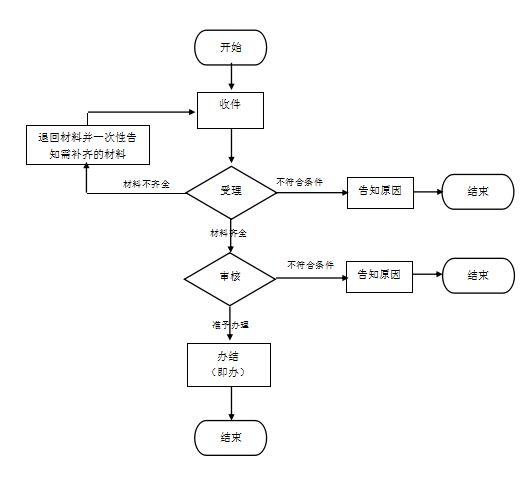 开始
收件
退回材料并一次性告
知需补齐的材料
材料不齐全
受理
不符合条件
告知原因
结束
材料齐全
审核
不符合条件
告知原因
结束
准予办理
办结
（即办）
结束